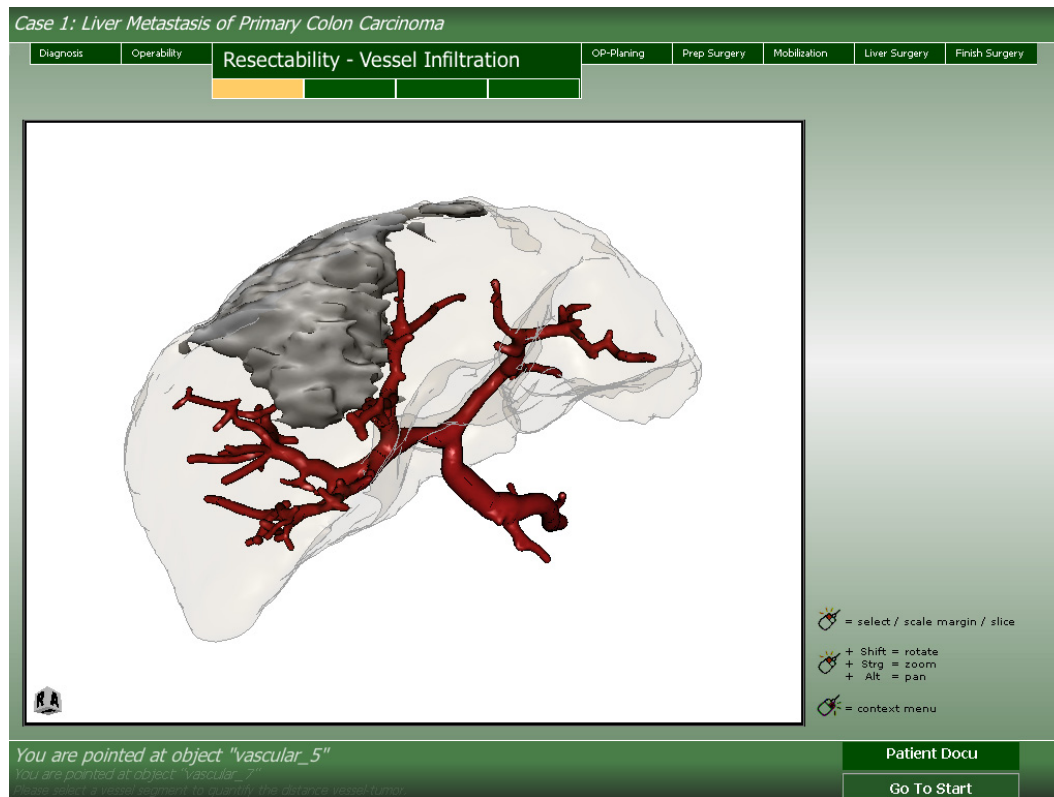 Case 1: Liver Metastasis of Primary Colon Carcinoma
Diagnosis
Operability
Resectability - Vessel Infiltration
OP-Planing
Prep Surgery
Mobilization
Liver Surgery
Finish Surgery
= select / scale margin / slice
+ Shift = rotate
+ Strg = zoom
+ Alt = pan
= context menu
R A
You are pointed at object "vascular_5"
You are pointed at object "vascular_7"
Please select a vessel segment to quantify the distance vessel-tumor.
Patient Docu
Go To Start